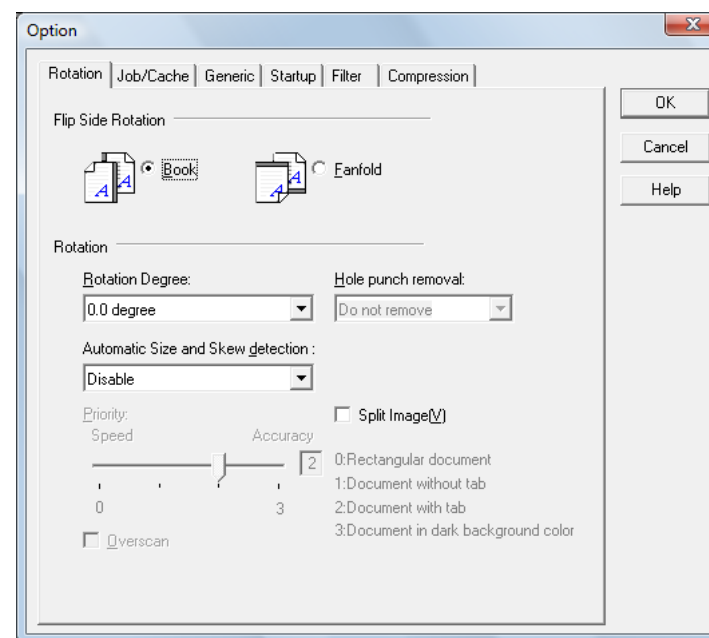 Option
Rotation Job/Cache Generic Startup Filter Compression
OK
Cancel
Help
Flip Side Rotation
A A Book A A Fanfold
Rotation
Rotation Degree: Hole punch removal:
0.0 degree Do not remove
Automatic Size and Skew detection :
Disable
Priority: Split Image(V)
Speed Accuracy
2
0 3
0:Rectangular document
1:Document without tab
2:Document with tab
3:Document in dark background color
Overscan